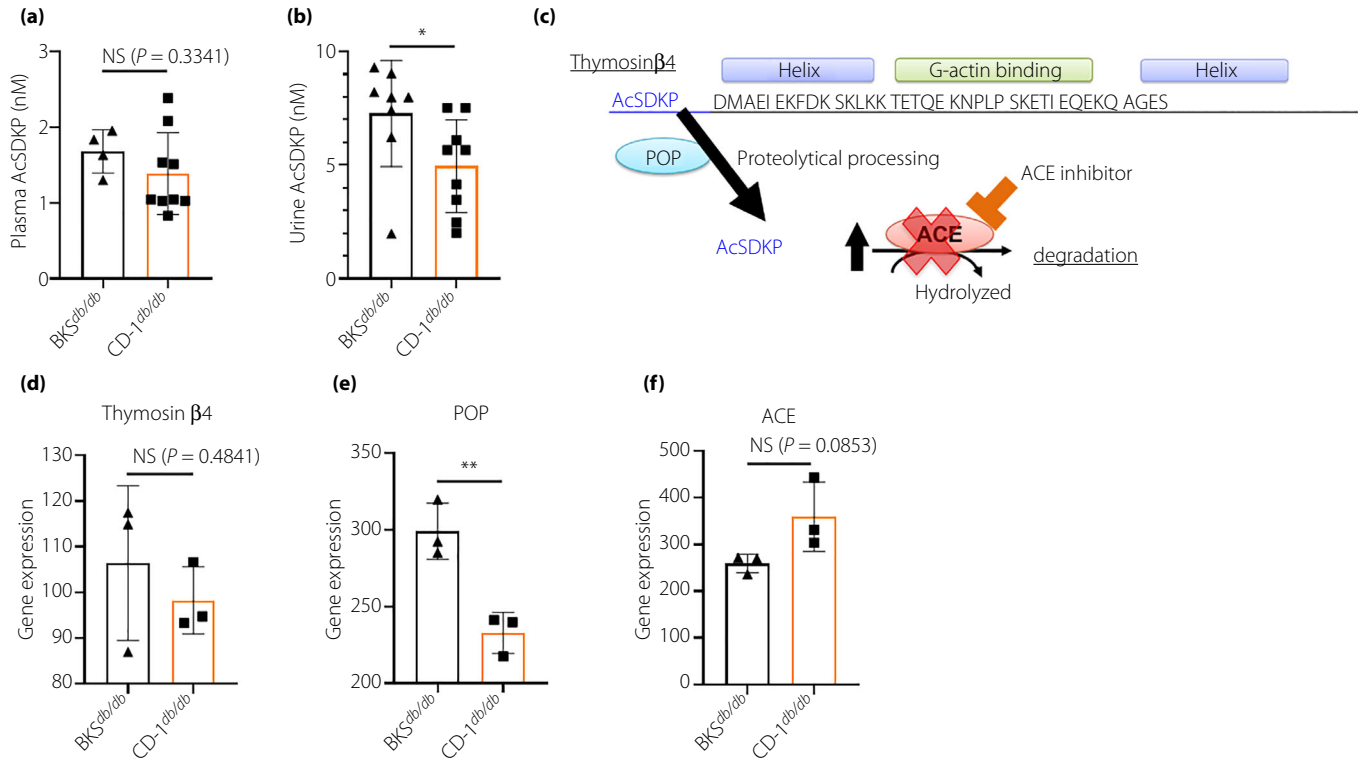 (a)
NS (P = 0.3341)
Plasma AcSDKP (nM)
3
2
1
0
BKSdb/db
CD-1db/db
(b)
*
Urine AcSDKP (nM)
10
5
0
BKSdb/db
CD-1db/db
(c)
Thymosinβ4
Helix
G-actin binding
Helix
AcSDKP DMAEI EKFDK SKLKK TETQE KNPLP SKETI EQEKQ AGES
POP
Proteolytical processing
ACE inhibitor
AcSDKP
ACE
degradation
Hydrolyzed
(d)
Thymosin β4
NS (P = 0.4841)
Gene expression
130
120
110
100
90
80
BKSdb/db
CD-1db/db
(e)
POP
**
Gene expression
350
300
250
200
BKSdb/db
CD-1db/db
(f)
ACE
NS (P = 0.0853)
Gene expression
500
400
300
200
100
0
BKSdb/db
CD-1db/db